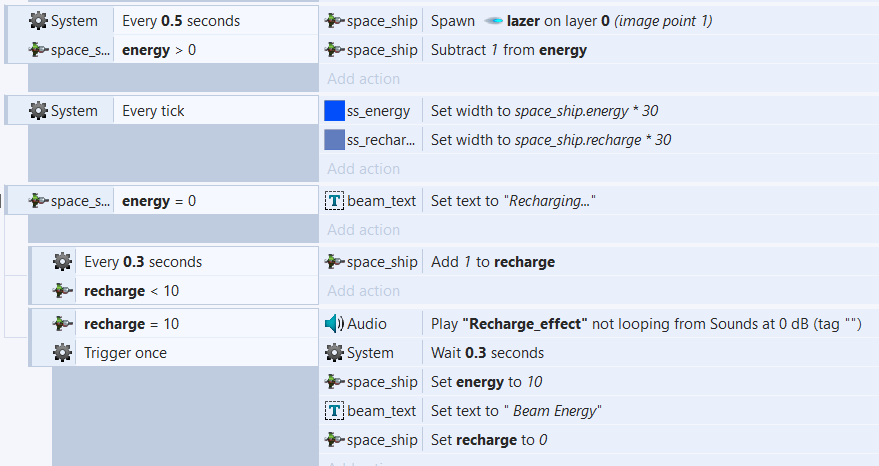 System Every 0.5 seconds space_ship Spawn lazer on layer 0 (image point 1)
space_s... energy > 0 space_ship Subtract 1 from energy
Add action
System Every tick ss_energy Set width to space_ship.energy * 30
ss_rechar... Set width to space_ship.recharge * 30
Add action
space_s... energy = 0 beam_text Set text to "Recharging..."
Add action
Every 0.3 seconds space_ship Add 1 to recharge
recharge < 10 Add action
recharge = 10 Audio Play "Recharge_effect" not looping from Sounds at 0 dB (tag "")
Trigger once System Wait 0.3 seconds
space_ship Set energy to 10
beam_text Set text to " Beam Energy"
space_ship Set recharge to 0
Add action